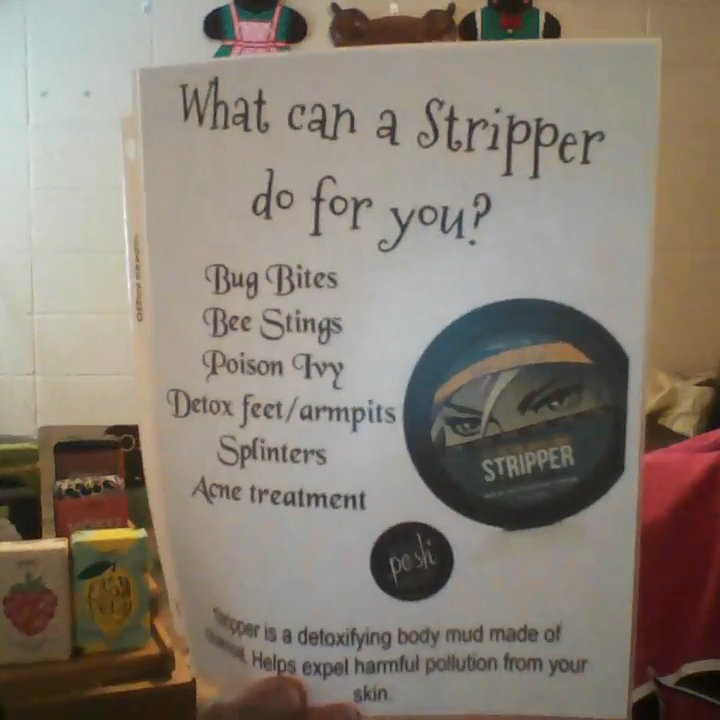 What can a Stripper
do for you?
Bug Bites
Bee Stings
Poison Ivy
Detox feet/armpits
Splinters
Acne treatment
STRIPPER
posh
Stripper is a detoxifying body mud made of
Helps expel harmful pollution from your
skin.